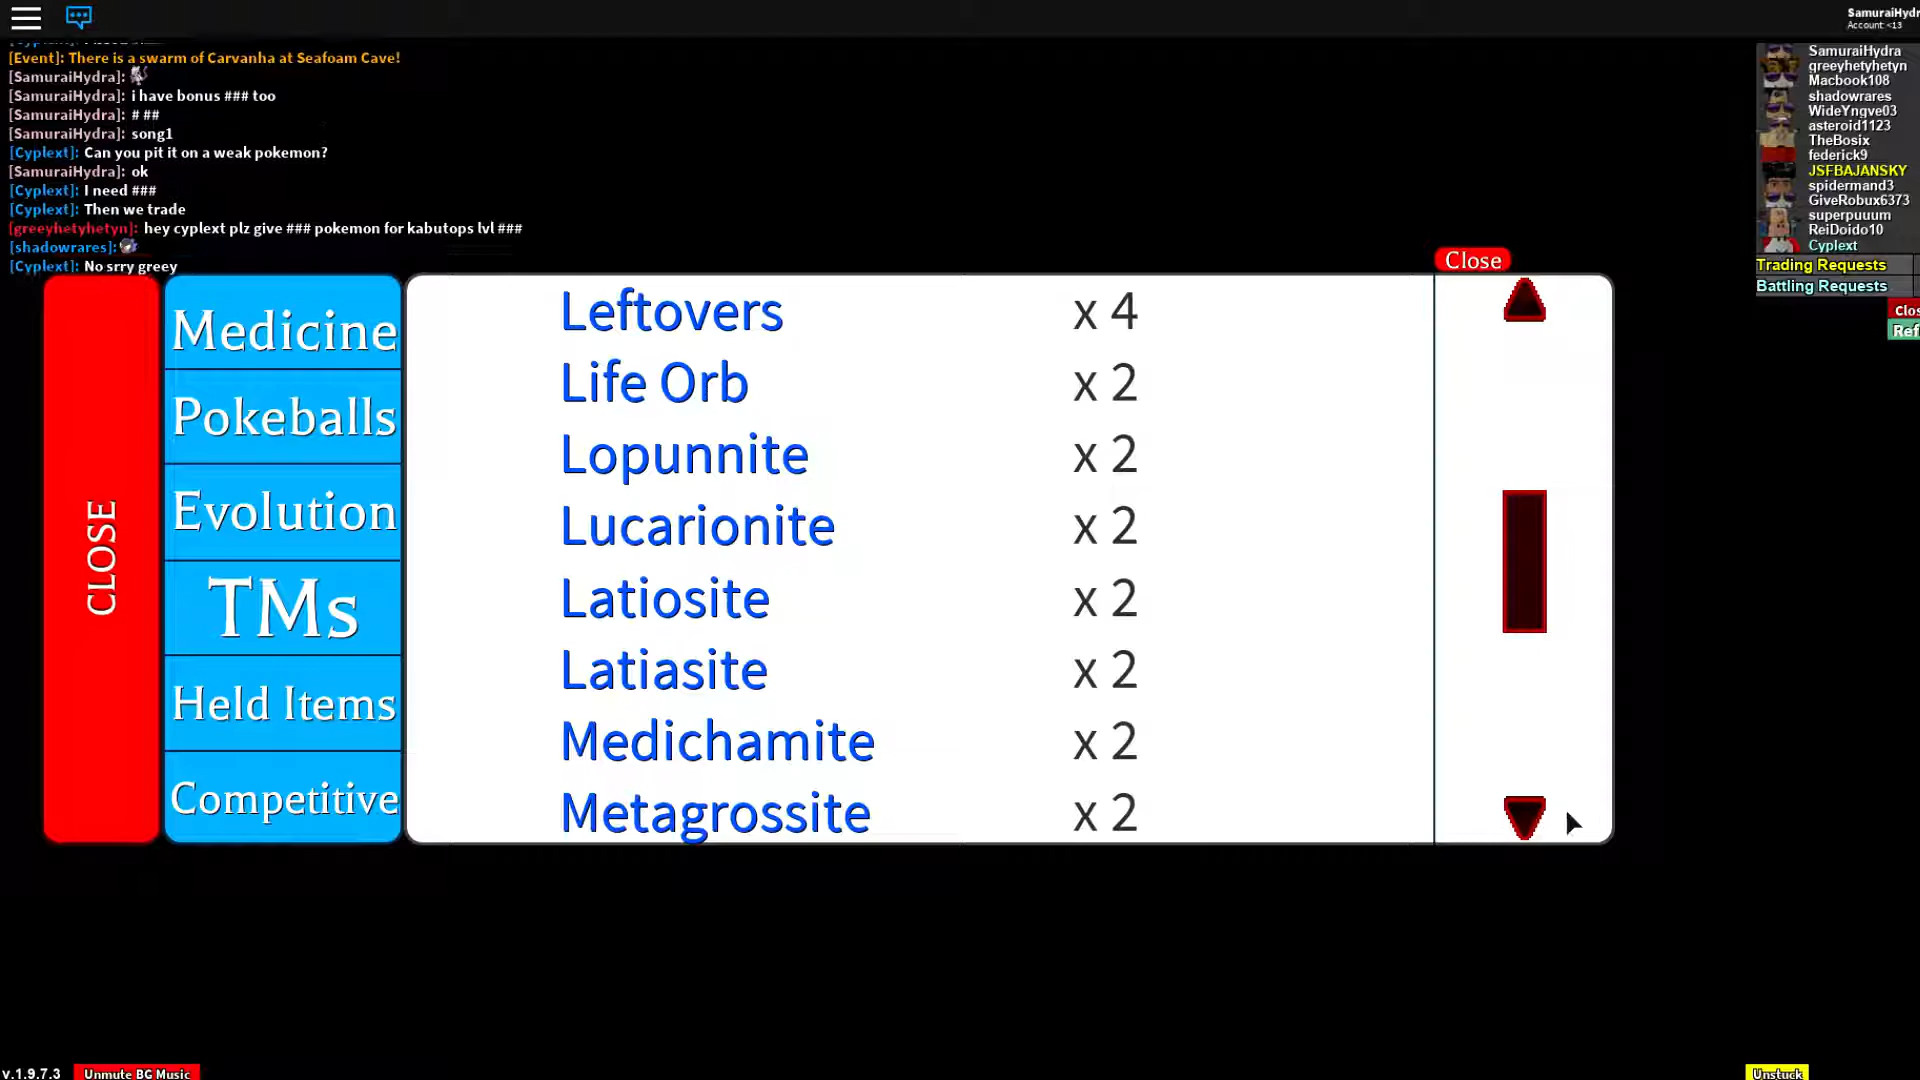 SamuraiHydr
Account: <13
[Event]: There is a swarm of Carvanha at Seafoam Cave!
[SamuraiHydra]:
[SamuraiHydra]: i have bonus ### too
[SamuraiHydra]: # ##
[SamuraiHydra]: song1
[Cyplext]: Can you pit it on a weak pokemon?
[SamuraiHydra]: ok
[Cyplext]: I need ###
[Cyplext]: Then we trade
[greeyhetyhetyn]: hey cyplext plz give ### pokemon for kabutops lvl ###
[shadowrares]:
[Cyplext]: No srry greey
SamuraiHydra
greeyhetyhetyn
Macbook108
shadowrares
WideYngve03
asteroid1123
TheBosix
federick9
JSFBAJANSKY
spidermand3
GiveRobux6373
superpuuum
ReiDoido10
Cyplext
Trading Requests
Battling Requests
Clos
Ref
Close
CLOSE
Medicine
Pokeballs
Evolution
TMs
Held Items
Competitive
Leftovers x 4
Life Orb x 2
Lopunnite x 2
Lucarionite x 2
Latiosite x 2
Latiasite x 2
Medichamite x 2
Metagrossite x 2
v.1.9.7.3
Unmute BG Music
Unstuck